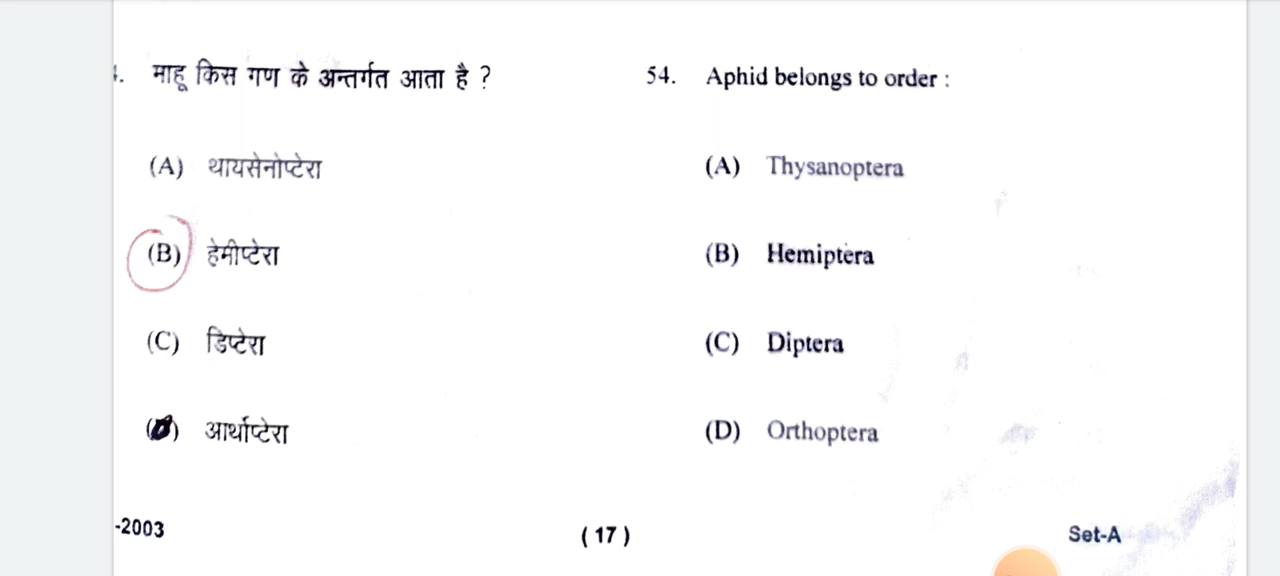 . माहू किस गण के अन्तर्गत आता है ?
(A) थायसेनोप्टेरा
(B) हेमीप्टेरा
(C) डिप्टेरा
( ) आर्थोप्टेरा
54. Aphid belongs to order :
(A) Thysanoptera
(B) Hemiptera
(C) Diptera
(D) Orthoptera
-2003
( 17 )
Set-A